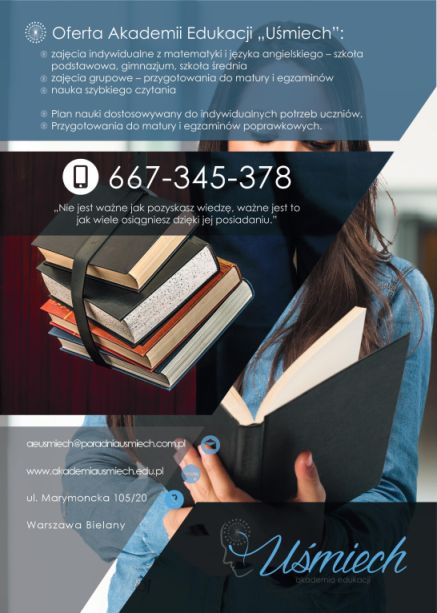 Oferta Akademii Edukacji „Uśmiech”:
zajęcia indywidualne z matematyki i języka angielskiego – szkoła
podstawowa, gimnazjum, szkoła średnia
zajęcia grupowe – przygotowania do matury i egzaminów
nauka szybkiego czytania
Plan nauki dostosowywany do indywidualnych potrzeb uczniów.
Przygotowania do matury i egzaminów poprawkowych.
667-345-378
„Nie jest ważne jak pozyskasz wiedzę, ważne jest to
jak wiele osiągniesz dzięki jej posiadaniu.”
aeusmiech@poradniausmiech.com.pl
www.akademiausmiech.edu.pl
ul. Marymoncka 105/20
Warszawa Bielany
Uśmiech
akademia edukacji